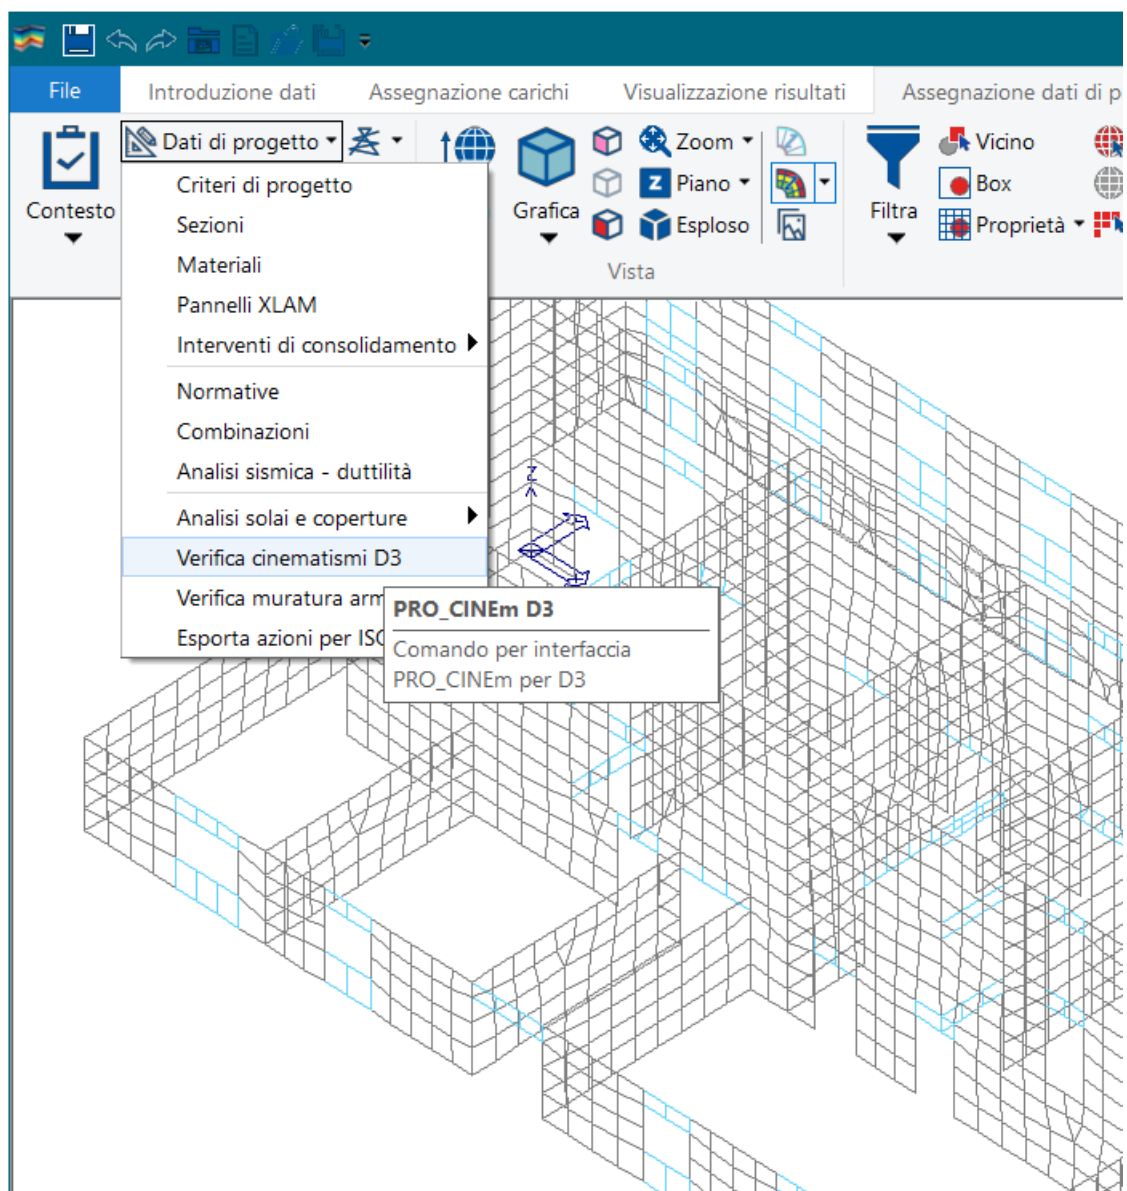 File
Introduzione dati
Assegnazione carichi
Visualizzazione risultati
Assegnazione dati di p
Contesto
Dati di progetto
Grafica
Zoom
Z Piano
Esploso
Vista
Filtra
Vicino
Box
Proprietà
Criteri di progetto
Sezioni
Materiali
Pannelli XLAM
Interventi di consolidamento
Normative
Combinazioni
Analisi sismica - duttilità
Analisi solai e coperture
Verifica cinematismi D3
Verifica muratura arm
Esporta azioni per ISC
PRO_CINEm D3
Comando per interfaccia
PRO_CINEm per D3
Z